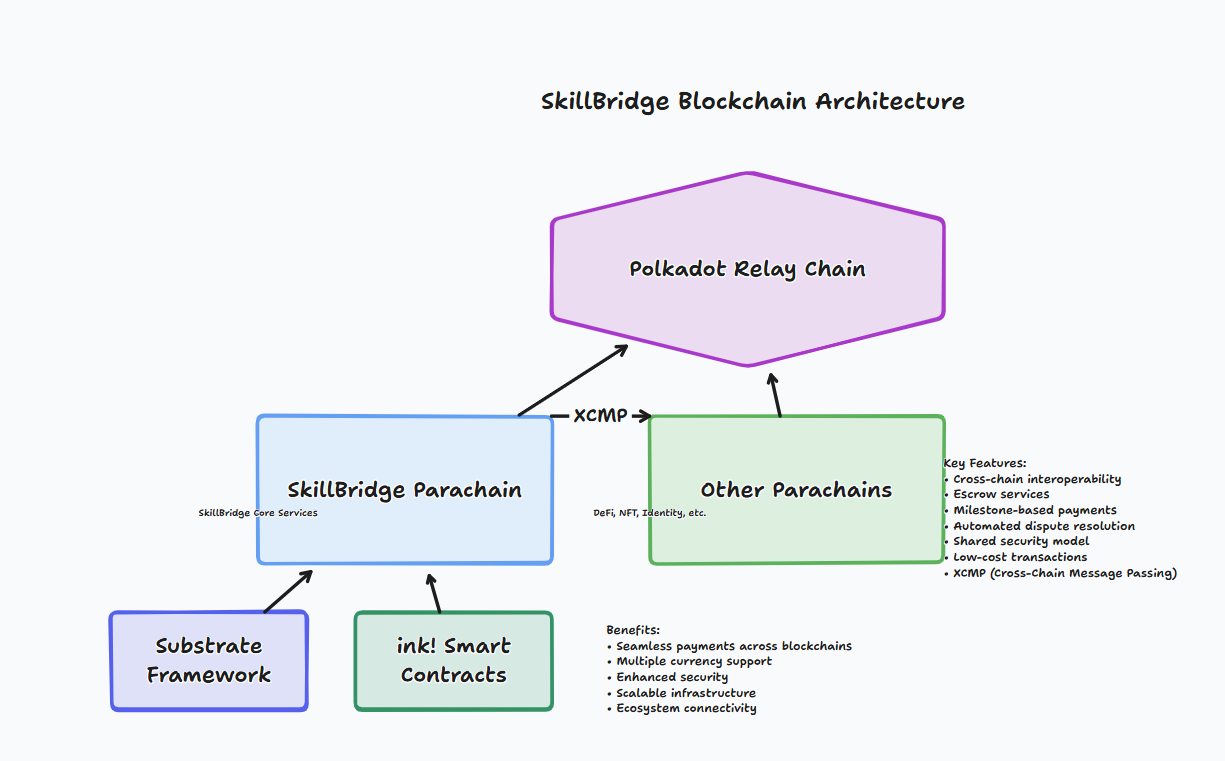 SkillBridge Blockchain Architecture
Polkadot Relay Chain
XCMP
SkillBridge Parachain
SkillBridge Core Services
Other Parachains
DeFi, NFT, Identity, etc.
Key Features:
• Cross-chain interoperability
• Escrow services
• Milestone-based payments
• Automated dispute resolution
• Shared security model
• Low-cost transactions
• XCMP (Cross-Chain Message Passing)
Substrate
Framework
ink! Smart
Contracts
Benefits:
• Seamless payments across blockchains
• Multiple currency support
• Enhanced security
• Scalable infrastructure
• Ecosystem connectivity